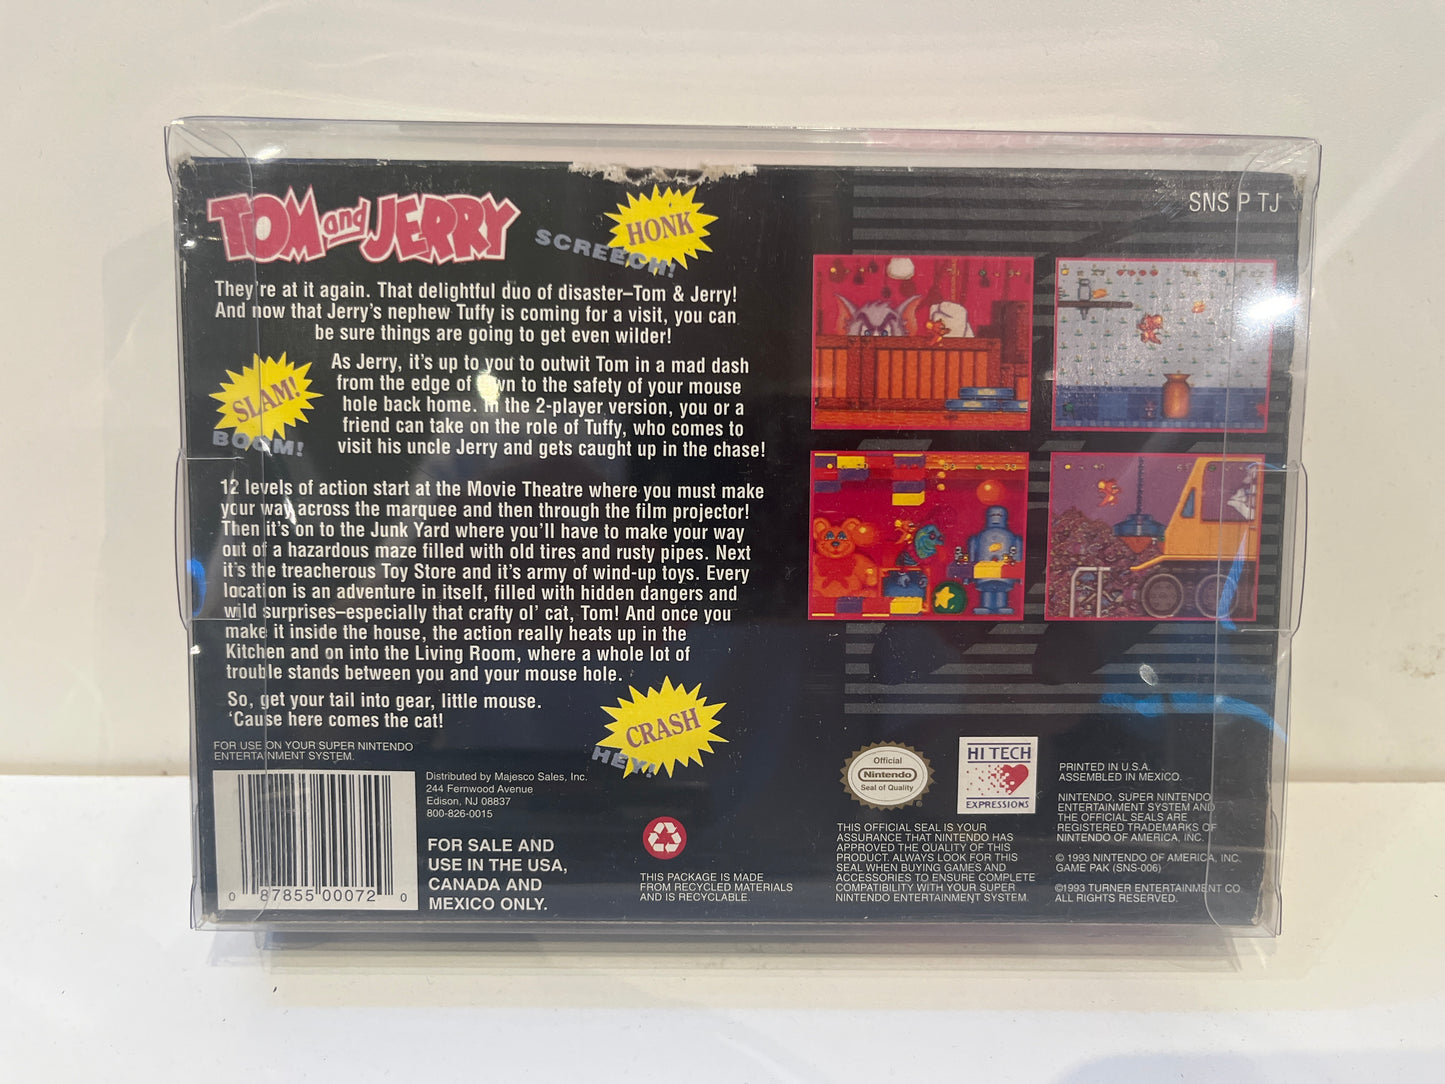 TOM and JERRY
HONK
SCREECH!
SNS P TJ
They're at it again. That delightful duo of disaster–Tom & Jerry!
And now that Jerry's nephew Tuffy is coming for a visit, you can
be sure things are going to get even wilder!
SLAM!
BOOM!
As Jerry, it's up to you to outwit Tom in a mad dash
from the edge of town to the safety of your mouse
hole back home. In the 2-player version, you or a
friend can take on the role of Tuffy, who comes to
visit his uncle Jerry and gets caught up in the chase!
12 levels of action start at the Movie Theatre where you must make
your way across the marquee and then through the film projector!
Then it's on to the Junk Yard where you'll have to make your way
out of a hazardous maze filled with old tires and rusty pipes. Next
it's the treacherous Toy Store and it's army of wind-up toys. Every
location is an adventure in itself, filled with hidden dangers and
wild surprises–especially that crafty ol' cat, Tom! And once you
make it inside the house, the action really heats up in the
Kitchen and on into the Living Room, where a whole lot of
trouble stands between you and your mouse hole.
So, get your tail into gear, little mouse.
'Cause here comes the cat!
CRASH
HEY!
FOR USE ON YOUR SUPER NINTENDO
ENTERTAINMENT SYSTEM.
0 87855 00072 0
Distributed by Majesco Sales, Inc.
244 Fernwood Avenue
Edison, NJ 08837
800-826-0015
FOR SALE AND
USE IN THE USA,
CANADA AND
MEXICO ONLY.
THIS PACKAGE IS MADE
FROM RECYCLED MATERIALS
AND IS RECYCLABLE.
Official
Nintendo
Seal of Quality
HI TECH
EXPRESSIONS
THIS OFFICIAL SEAL IS YOUR
ASSURANCE THAT NINTENDO HAS
APPROVED THE QUALITY OF THIS
PRODUCT. ALWAYS LOOK FOR THIS
SEAL WHEN BUYING GAMES AND
ACCESSORIES TO ENSURE COMPLETE
COMPATIBILITY WITH YOUR SUPER
NINTENDO ENTERTAINMENT SYSTEM.
PRINTED IN U.S.A.
ASSEMBLED IN MEXICO.
NINTENDO, SUPER NINTENDO
ENTERTAINMENT SYSTEM AND
THE OFFICIAL SEALS ARE
REGISTERED TRADEMARKS OF
NINTENDO OF AMERICA, INC.
© 1993 NINTENDO OF AMERICA, INC.
GAME PAK (SNS-006)
©1993 TURNER ENTERTAINMENT CO.
ALL RIGHTS RESERVED.